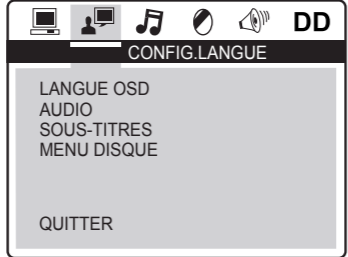 DD
CONFIG.LANGUE
LANGUE OSD
AUDIO
SOUS-TITRES
MENU DISQUE
QUITTER